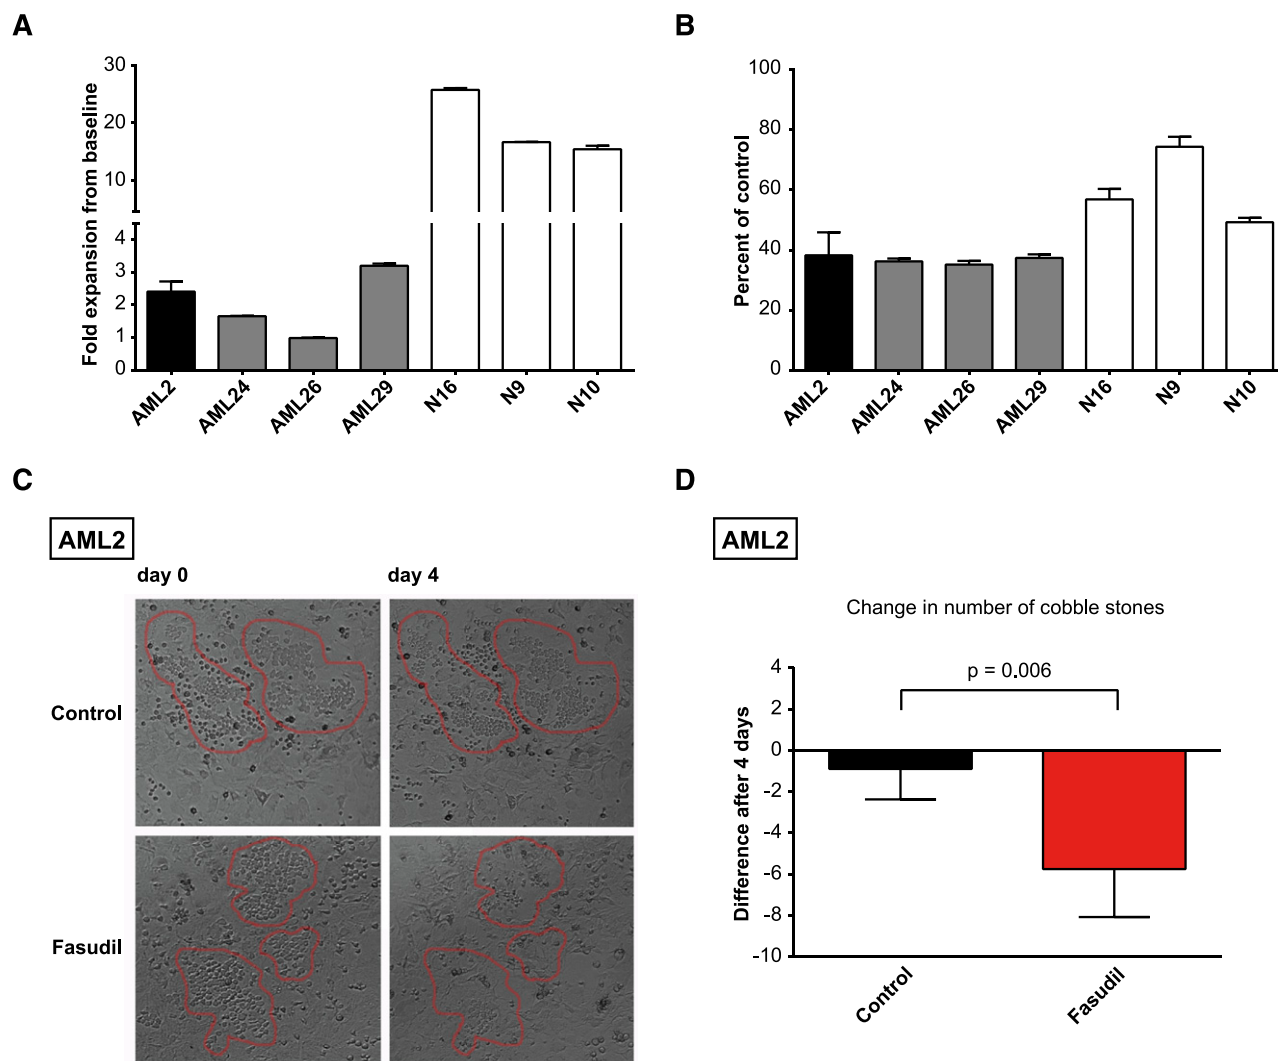 A
Fold expansion from baseline
30
20
10
4
3
2
1
0
AML2
AML24
AML26
AML29
N16
N9
N10
B
Percent of control
100
80
60
40
20
0
AML2
AML24
AML26
AML29
N16
N9
N10
C
AML2
day 0
day 4
Control
Fasudil
D
AML2
Change in number of cobble stones
p = 0.006
Difference after 4 days
4
2
0
-2
-4
-6
-8
-10
Control
Fasudil